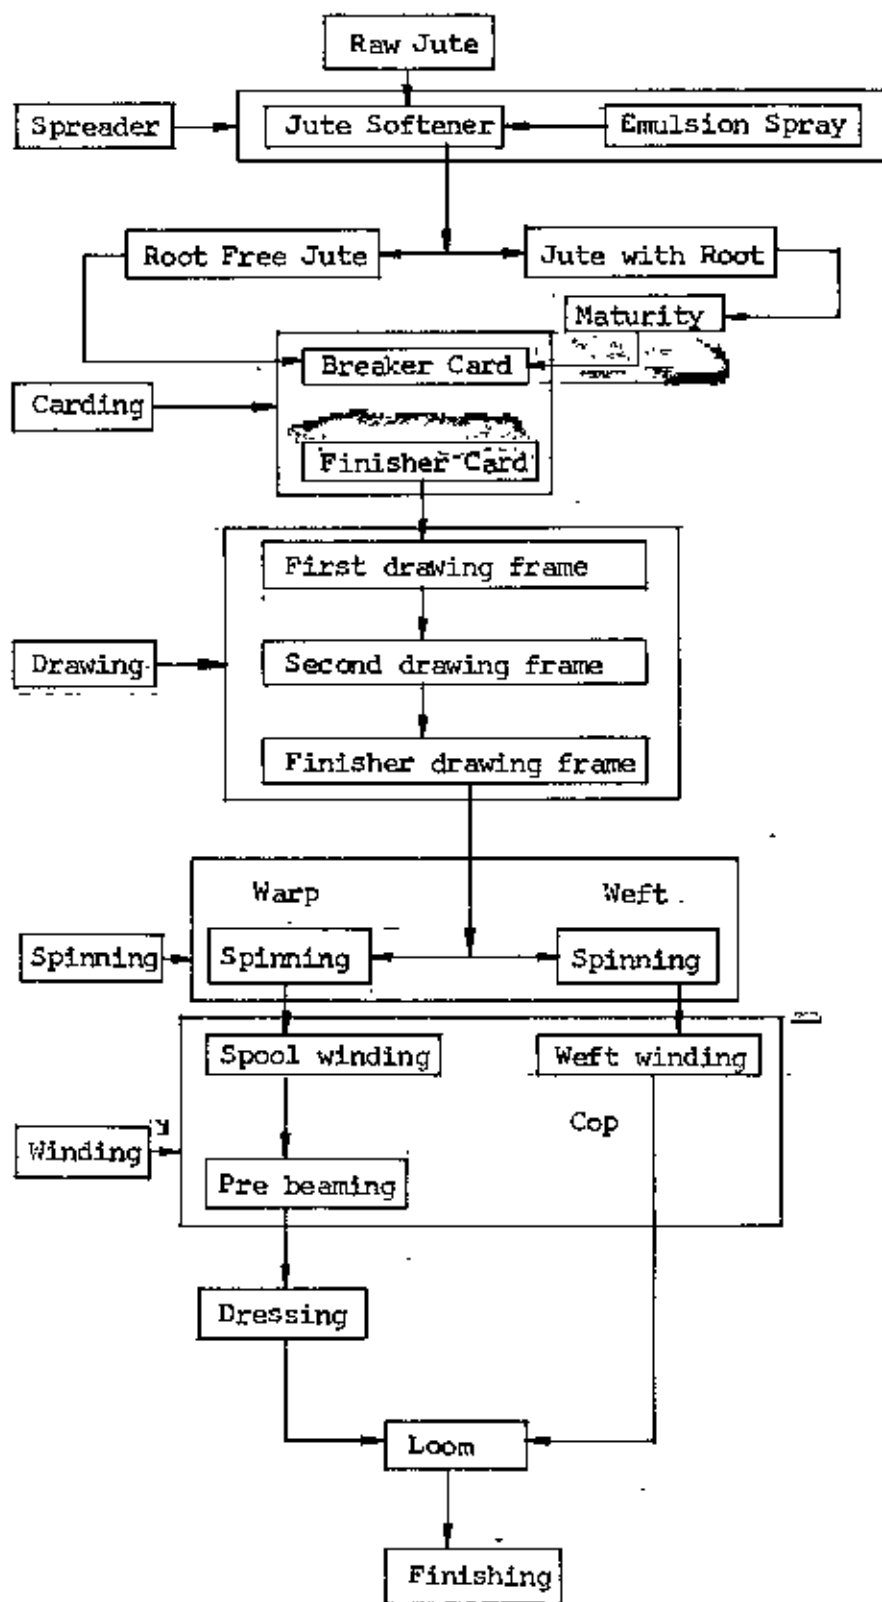 Raw Jute
Spreader
Jute Softener
Emulsion Spray
Root Free Jute
Jute with Root
Maturity
Breaker Card
Carding
Finisher Card
First drawing frame
Drawing
Second drawing frame
Finisher drawing frame
Warp
Weft
Spinning
Spinning
Spinning
Spool winding
Weft winding
Cop
Winding
Pre beaming
Dressing
Loom
Finishing